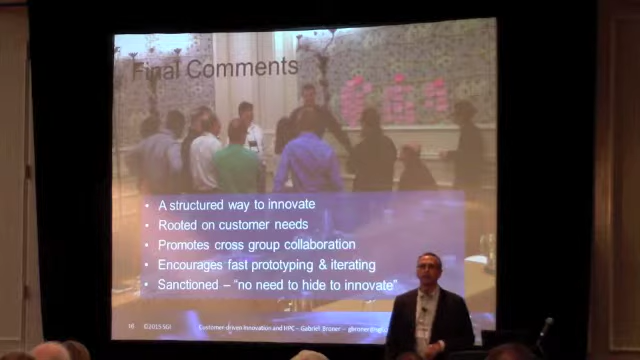 Final Comments
• A structured way to innovate
• Rooted on customer needs
• Promotes cross group collaboration
• Encourages fast prototyping & iterating
• Sanctioned – “no need to hide to innovate”
©2015 SGI Customer driven Innovation and HPC – Gabriel Broner –